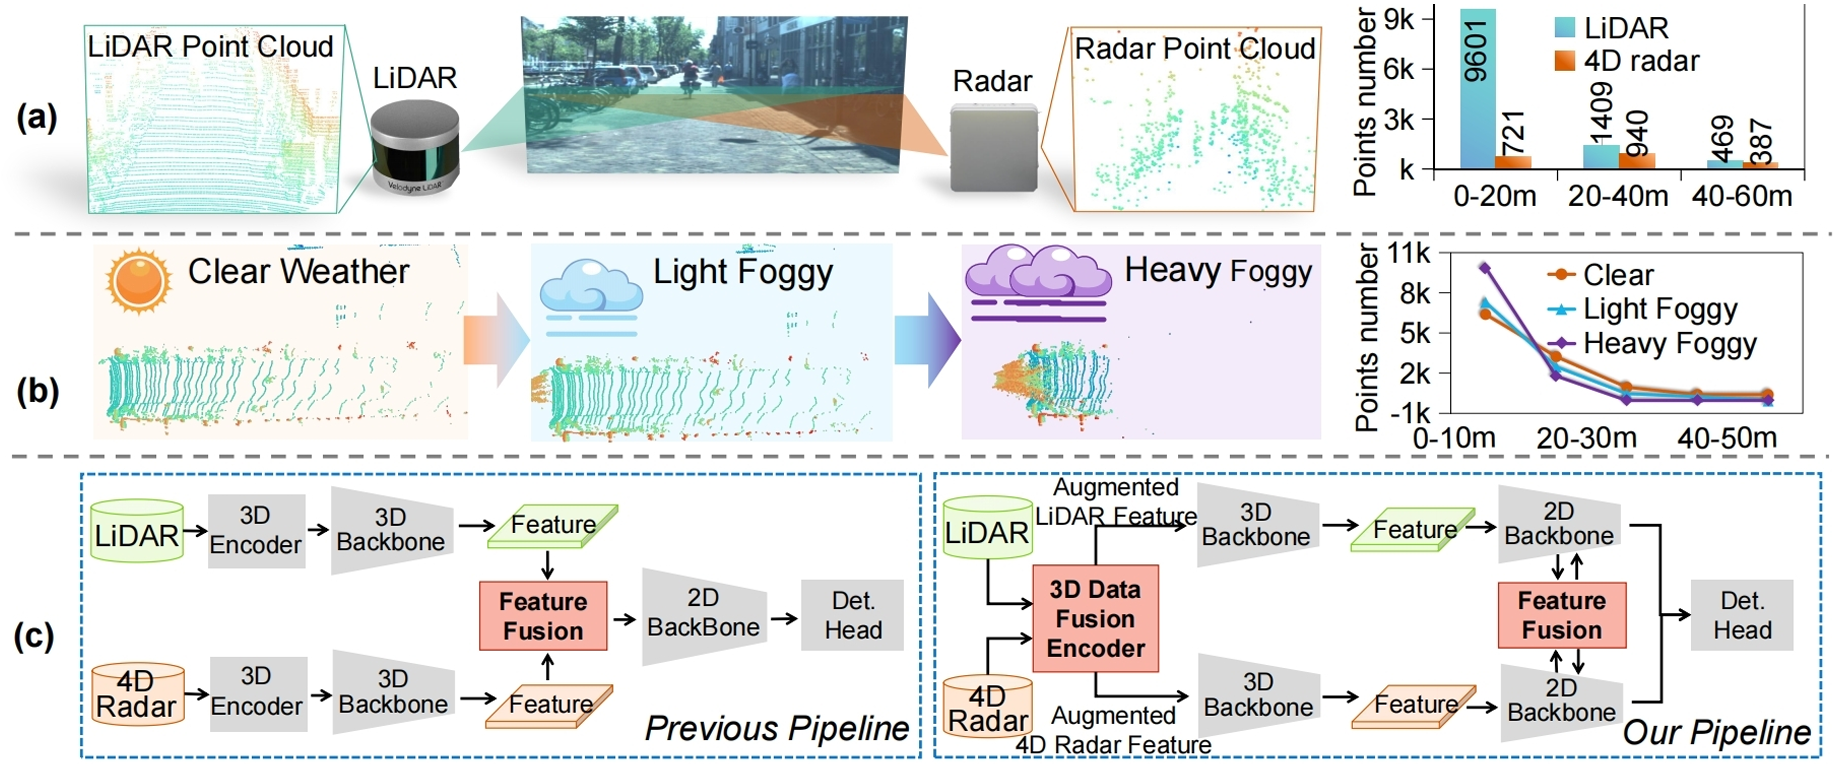 (a)
LiDAR Point Cloud
LiDAR
Velodyne LiDAR
Radar
Radar Point Cloud
Points number
9k
6k
3k
k
9601
721
1409
940
469
387
LiDAR
4D radar
0-20m
20-40m
40-60m
(b)
Clear Weather
Light Foggy
Heavy Foggy
Points number
11k
8k
5k
2k
-1k
Clear
Light Foggy
Heavy Foggy
0-10m
20-30m
40-50m
(c)
LiDAR
3D
Encoder
3D
Backbone
Feature
Feature
Fusion
2D
BackBone
Det.
Head
4D
Radar
3D
Encoder
3D
Backbone
Feature
Previous Pipeline
LiDAR
Augmented
LiDAR Feature
3D
Backbone
Feature
2D
Backbone
3D Data
Fusion
Encoder
Feature
Fusion
Det.
Head
4D
Radar
Augmented
4D Radar Feature
3D
Backbone
Feature
2D
Backbone
Our Pipeline